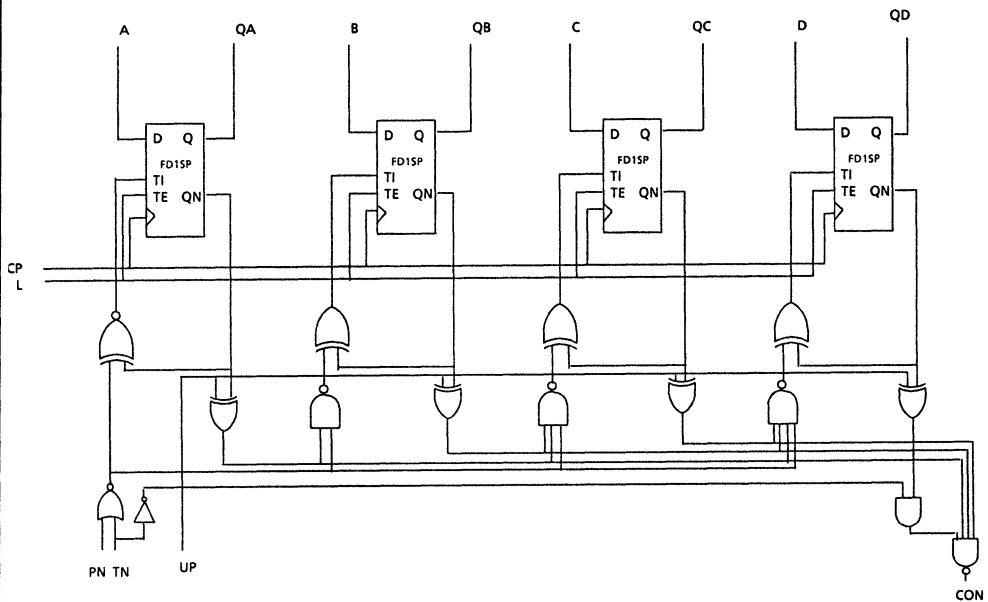 A QA B QB C QC D QD
D Q D Q D Q D Q
FD1SP FD1SP FD1SP FD1SP
TI TI TI TI
TE QN TE QN TE QN TE QN
CP
L
PN TN UP
CON